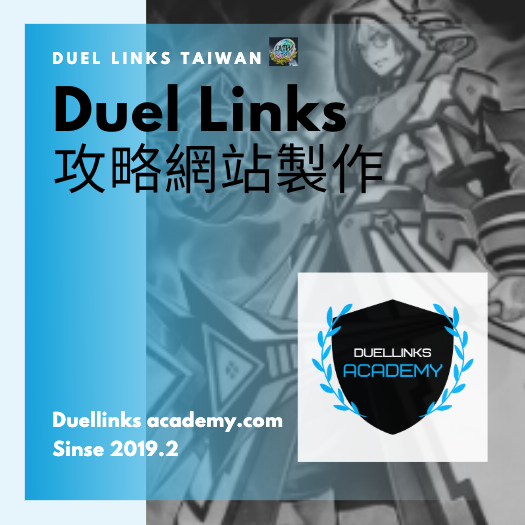 DUEL LINKS TAIWAN
Duel Links
攻略網站製作
DUELLINKS
ACADEMY
Duellinks academy.com
Sinse 2019.2